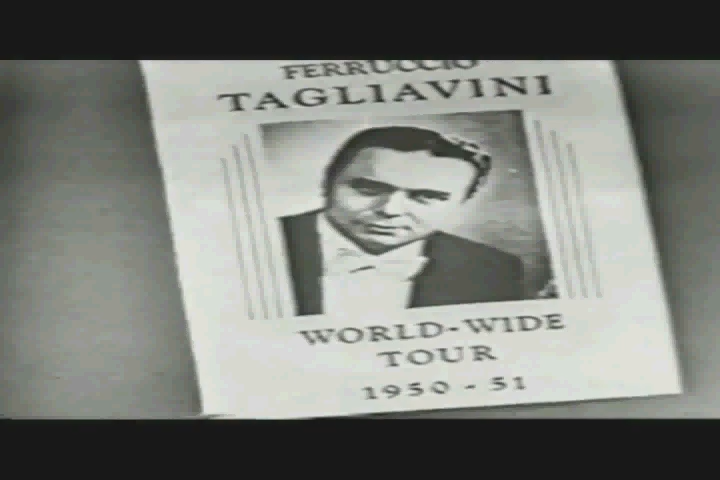 FERRUCCIO
TAGLIAVINI
WORLD-WIDE
TOUR
1950 - 51